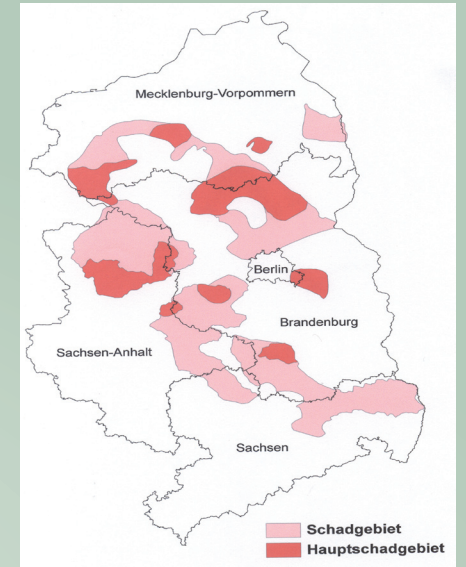 Mecklenburg-Vorpommern
Berlin
Brandenburg
Sachsen-Anhalt
Sachsen
Schadgebiet
Hauptschadgebiet